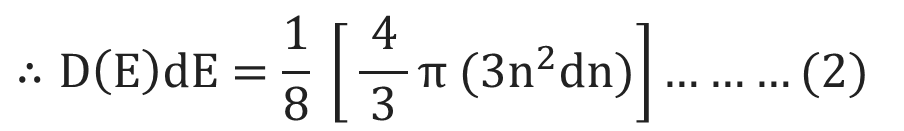 ∴ D(E)dE = 1/8 [ 4/3 π (3n²dn) ] … … … (2)